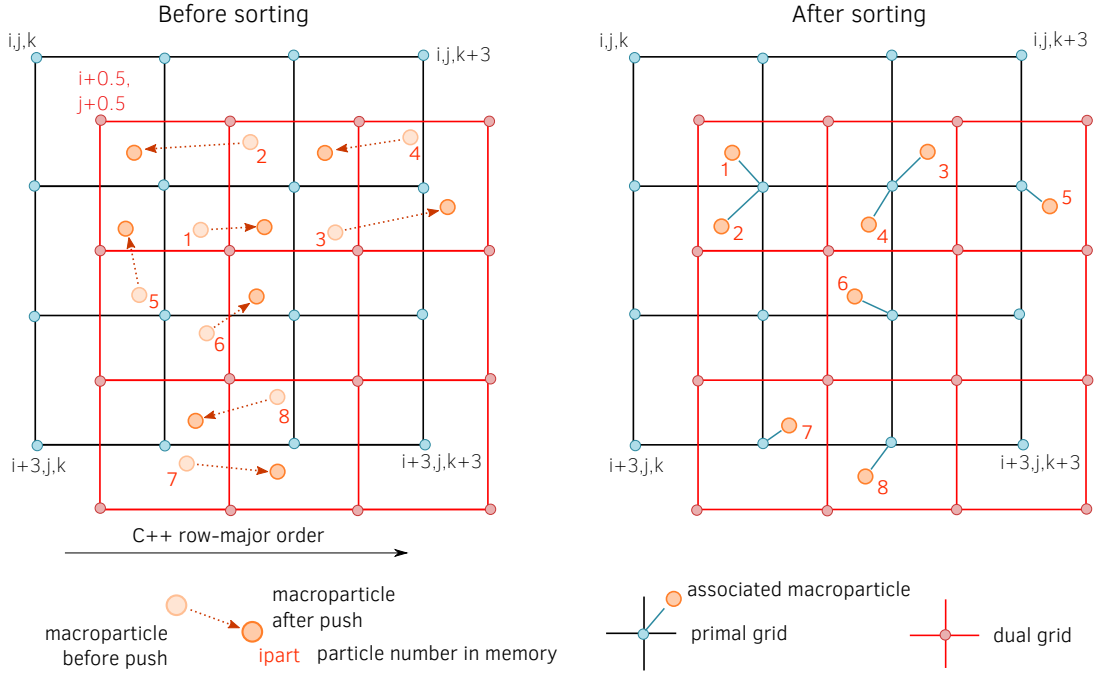 Before sorting
After sorting
i,j,k
i,j,k+3
i+0.5,
j+0.5
2
4
1
3
5
6
8
7
i+3,j,k
i+3,j,k+3
i,j,k
i,j,k+3
1
3
5
2
4
6
7
8
i+3,j,k
i+3,j,k+3
C++ row-major order
macroparticle
before push
macroparticle
after push
ipart particle number in memory
associated macroparticle
primal grid
dual grid